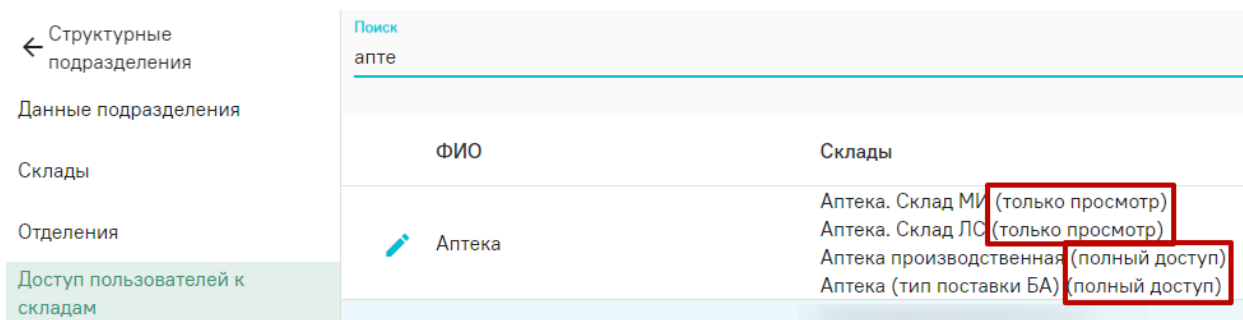 Структурные
подразделения
Данные подразделения
Склады
Отделения
Доступ пользователей к
складам
Поиск
апте
ФИО
Склады
Аптека
Аптека. Склад МИ (только просмотр)
Аптека. Склад ЛС (только просмотр)
Аптека производственная (полный доступ)
Аптека (тип поставки БА) (полный доступ)